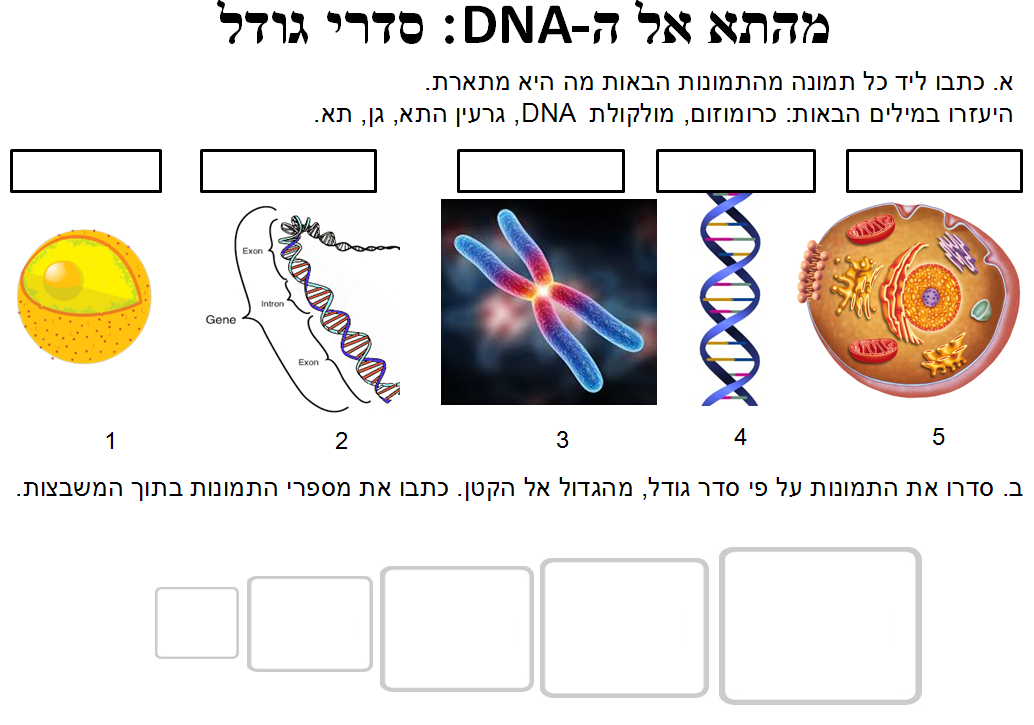 מהתא אל ה-DNA: סדרי גודל
א. כתבו ליד כל תמונה מהתמונות הבאות מה היא מתארת.
היעזרו במילים הבאות: כרומוזום, מולקולת DNA, גרעין התא, גן, תא.
Exon
Intron
Gene
Exon
1
2
3
4
5
ב. סדרו את התמונות על פי סדר גודל, מהגדול אל הקטן. כתבו את מספרי התמונות בתוך המשבצות.